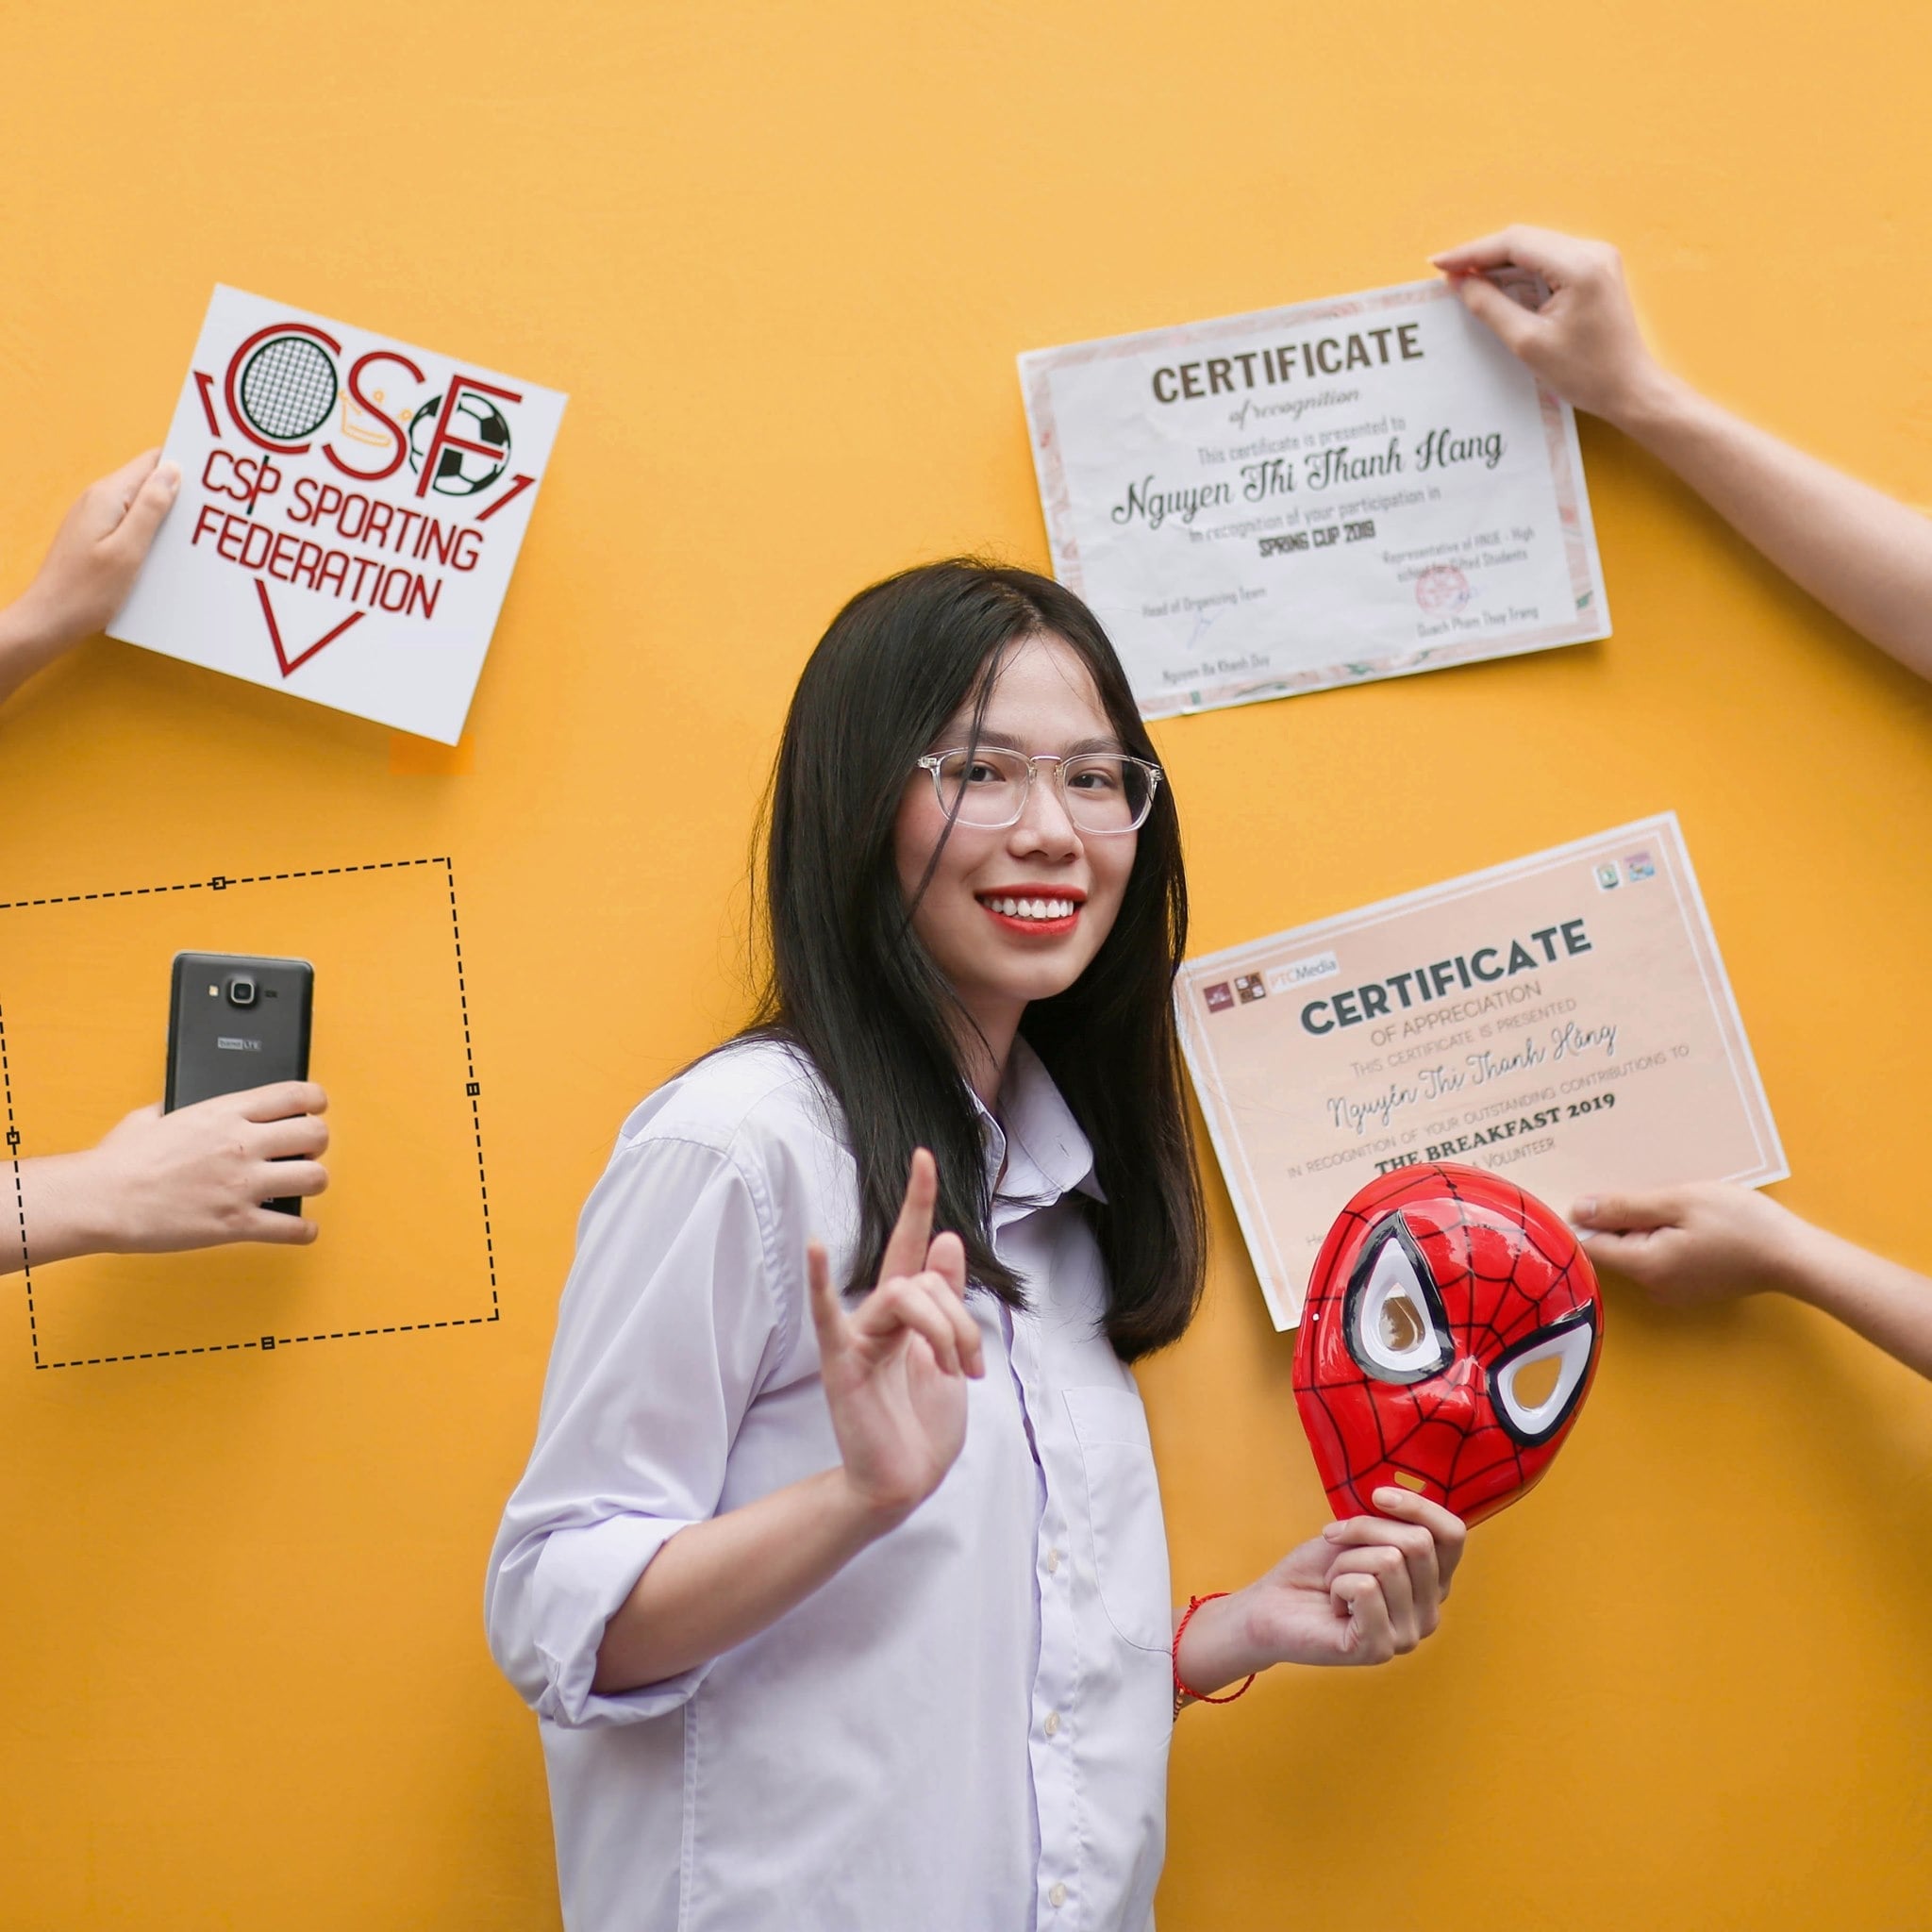 CSF
CSP SPORTING
FEDERATION
CERTIFICATE
of recognition
This certificate is presented to
Nguyen Thi Thanh Hang
In recognition of your participation in
SPRING CUP 2019
Head of Organizing Team
Representative of HNUE - High
school for Gifted Students
Nguyen Ba Khanh Duy
Quach Pham Thuy Trang
PTCMedia
CERTIFICATE
OF APPRECIATION
THIS CERTIFICATE IS PRESENTED
Nguyễn Thị Thanh Hằng
IN RECOGNITION OF YOUR OUTSTANDING CONTRIBUTIONS TO
THE BREAKFAST 2019
VOLUNTEER